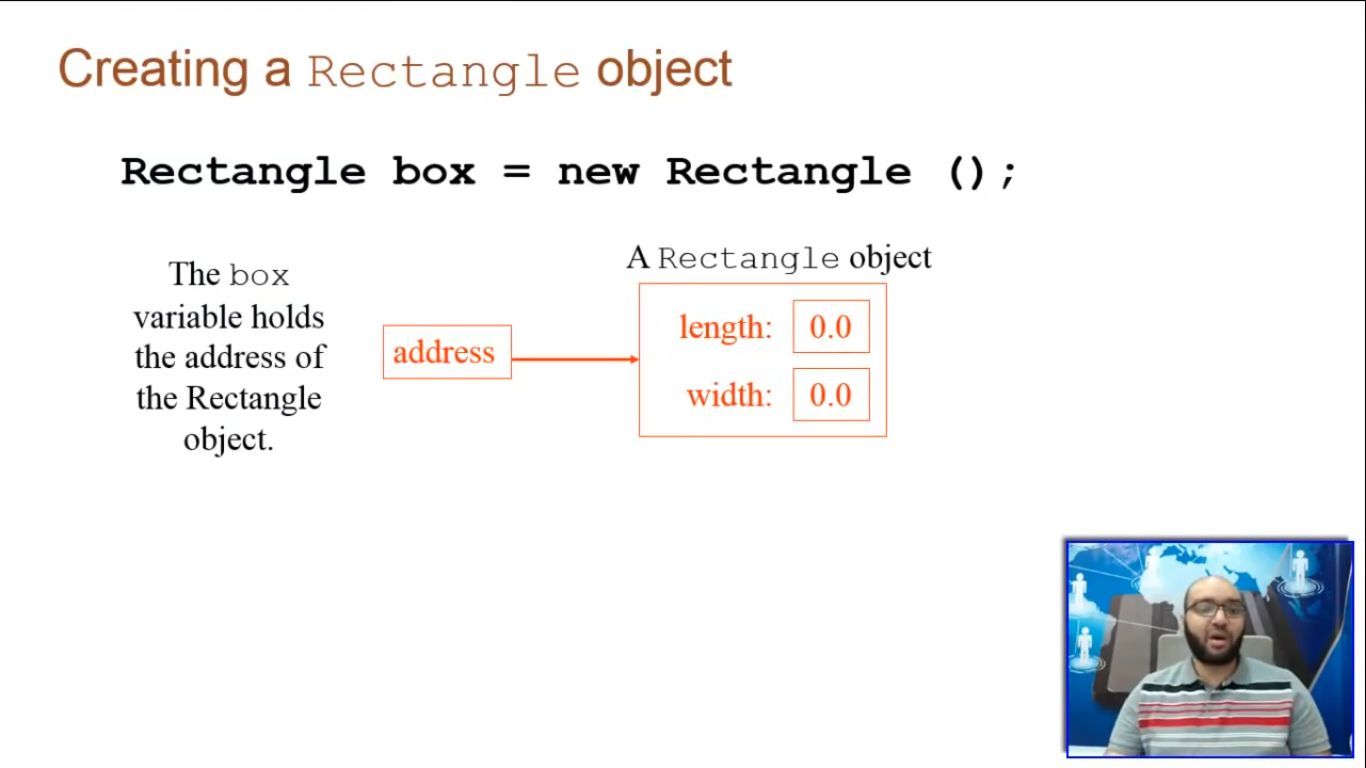 Creating a Rectangle object
Rectangle box = new Rectangle ();
The box
variable holds
the address of
the Rectangle
object.
address
A Rectangle object
length: 0.0
width: 0.0